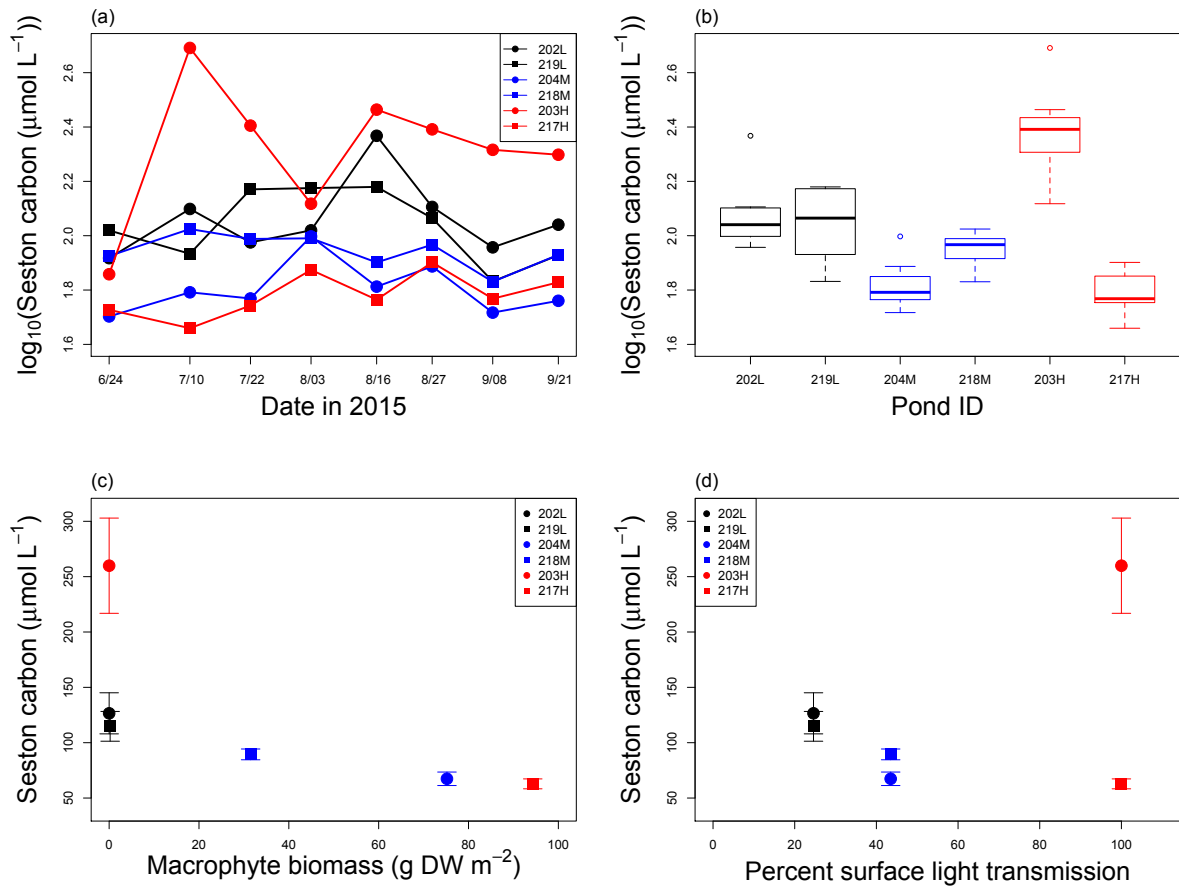 (a)
log₁₀(Seston carbon (μmol L⁻¹))
2.6
2.4
2.2
2.0
1.8
1.6
202L
219L
204M
218M
203H
217H
6/24 7/10 7/22 8/03 8/16 8/27 9/08 9/21
Date in 2015
(b)
log₁₀(Seston carbon (μmol L⁻¹))
2.6
2.4
2.2
2.0
1.8
1.6
202L 219L 204M 218M 203H 217H
Pond ID
(c)
Seston carbon (μmol L⁻¹)
300
250
200
150
100
50
202L
219L
204M
218M
203H
217H
0 20 40 60 80 100
Macrophyte biomass (g DW m⁻²)
(d)
Seston carbon (μmol L⁻¹)
300
250
200
150
100
50
202L
219L
204M
218M
203H
217H
0 20 40 60 80 100
Percent surface light transmission